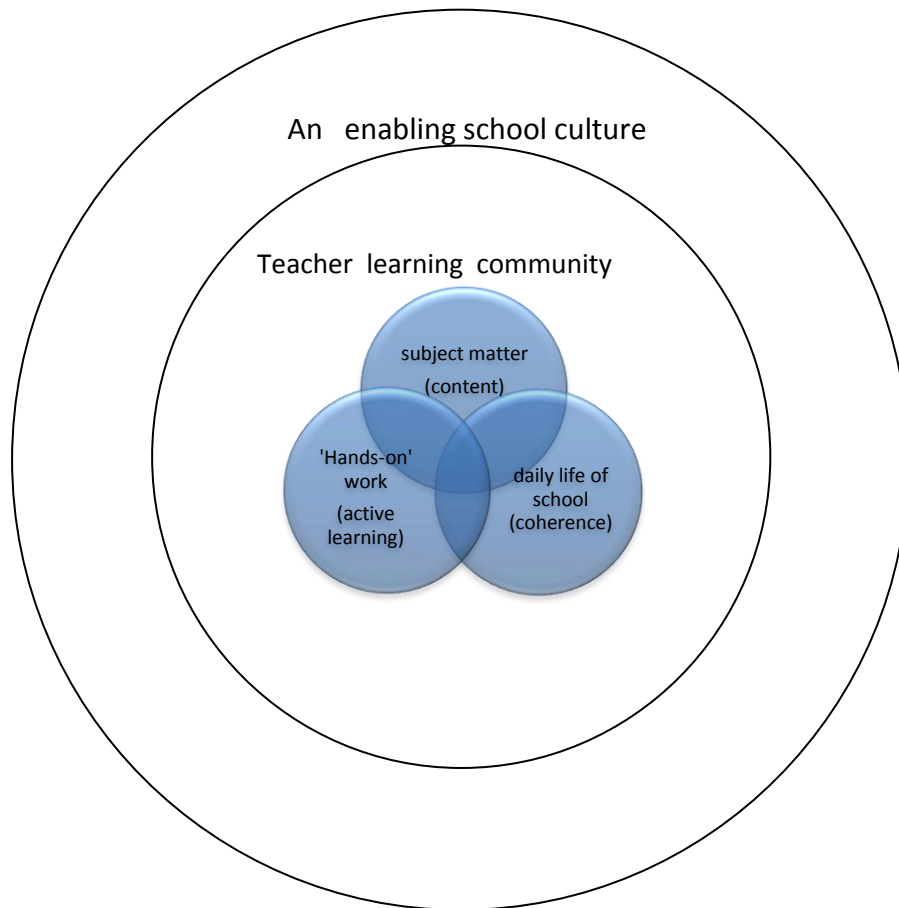 An enabling school culture
Teacher learning community
subject matter
(content)
'Hands-on'
work
(active
learning)
daily life of
school
(coherence)